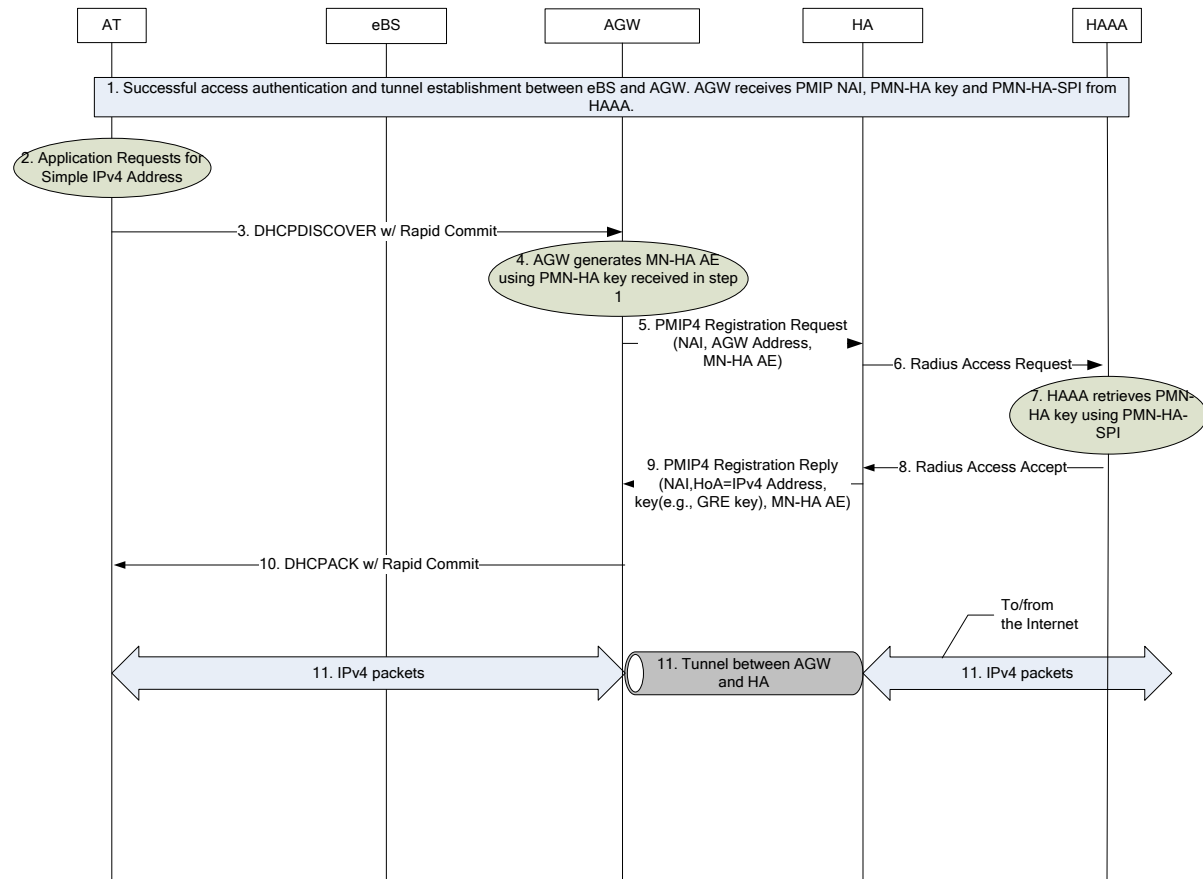 AT
eBS
AGW
HA
HAAA
1. Successful access authentication and tunnel establishment between eBS and AGW. AGW receives PMIP NAI, PMN-HA key and PMN-HA-SPI from
HAAA.
2. Application Requests for
Simple IPv4 Address
3. DHCPDISCOVER w/ Rapid Commit
4. AGW generates MN-HA AE
using PMN-HA key received in step
1
5. PMIP4 Registration Request
(NAI, AGW Address,
MN-HA AE)
6. Radius Access Request
7. HAAA retrieves PMN-
HA key using PMN-HA-
SPI
8. Radius Access Accept
9. PMIP4 Registration Reply
(NAI,HoA=IPv4 Address,
key(e.g., GRE key), MN-HA AE)
10. DHCPACK w/ Rapid Commit
To/from
the Internet
11. IPv4 packets
11. Tunnel between AGW
and HA
11. IPv4 packets